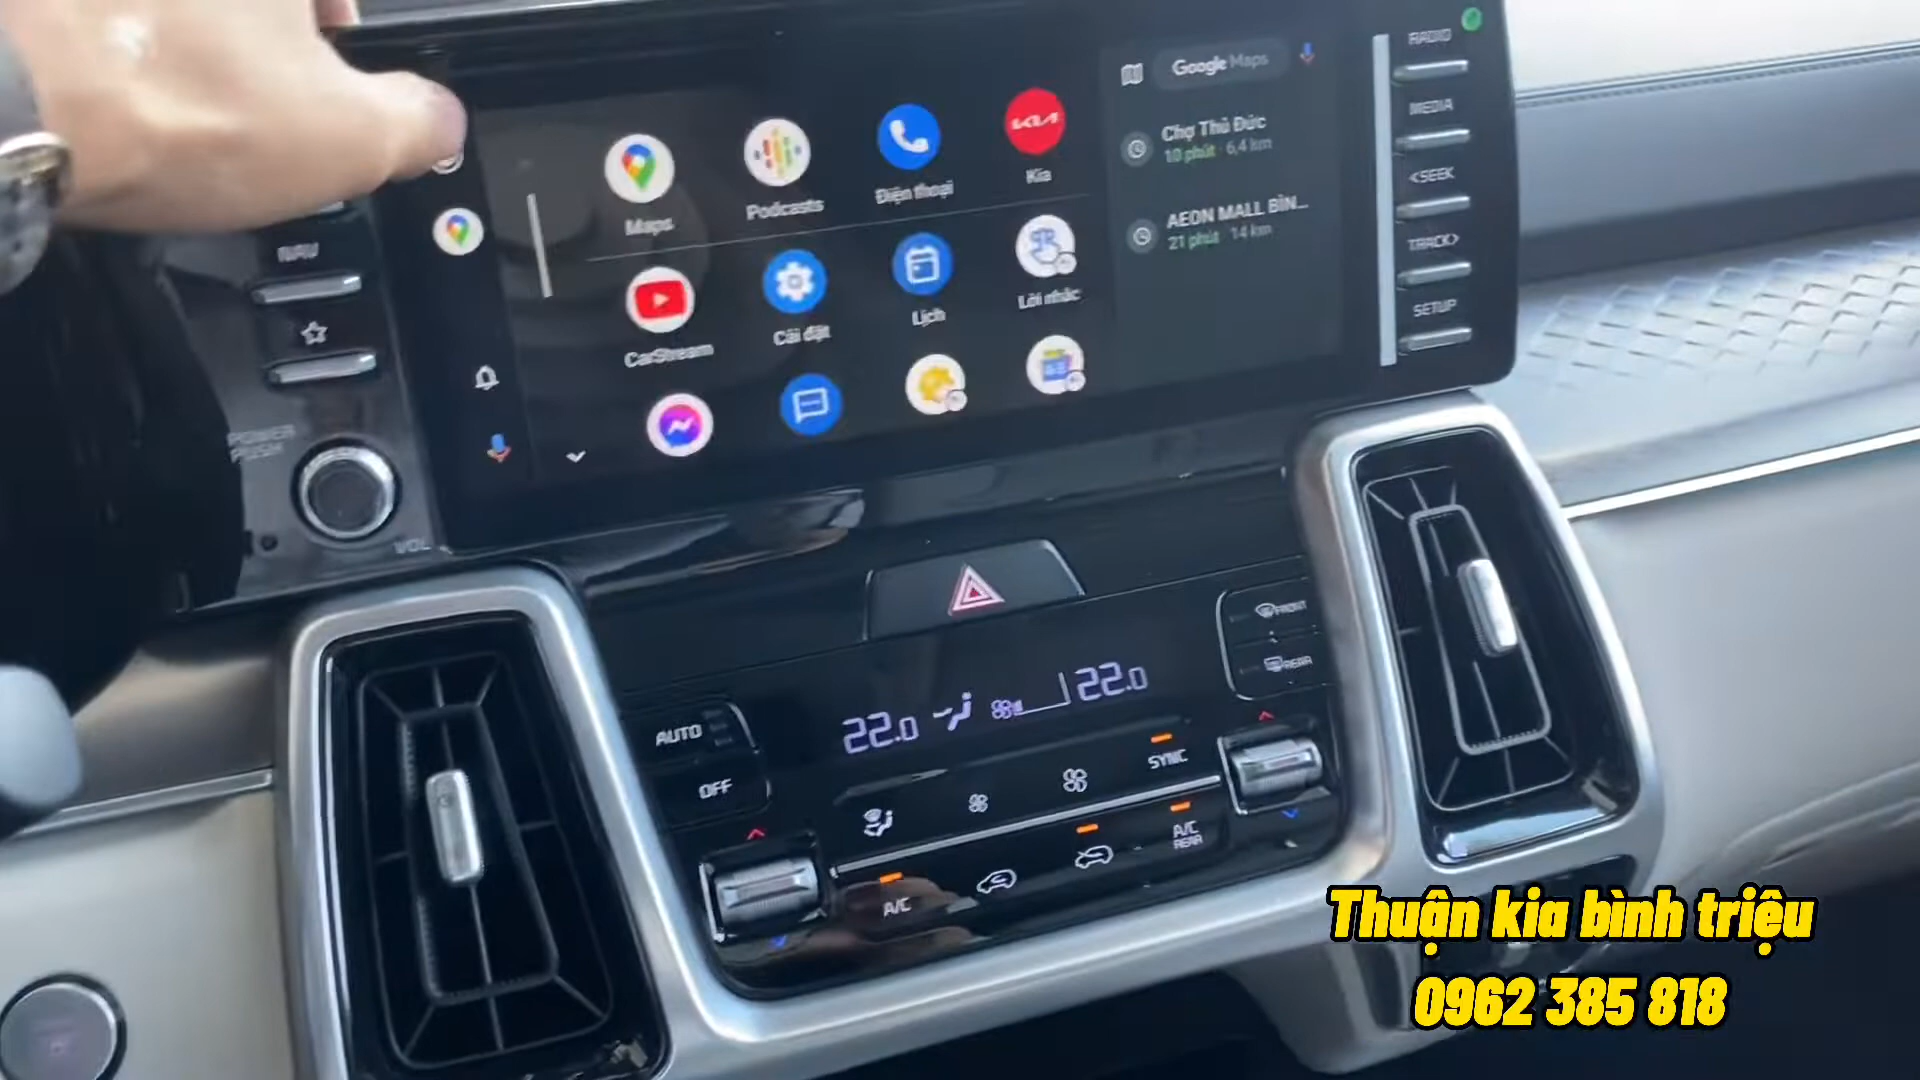 Google Maps
Chợ Thủ Đức
10 phút · 6,4 km
AEON MALL BÌN...
21 phút · 14 km
KIA
Maps
Podcasts
Điện thoại
Kia
CarStream
Cài đặt
Lịch
Lời nhắc
NAV
POWER
PUSH
VOL
RADIO
MEDIA
<SEEK
TRACK>
SETUP
FRONT
REAR
AUTO
OFF
22.0
22.0
SYNC
A/C
A/C
REAR
Thuận kia bình triệu
0962 385 818